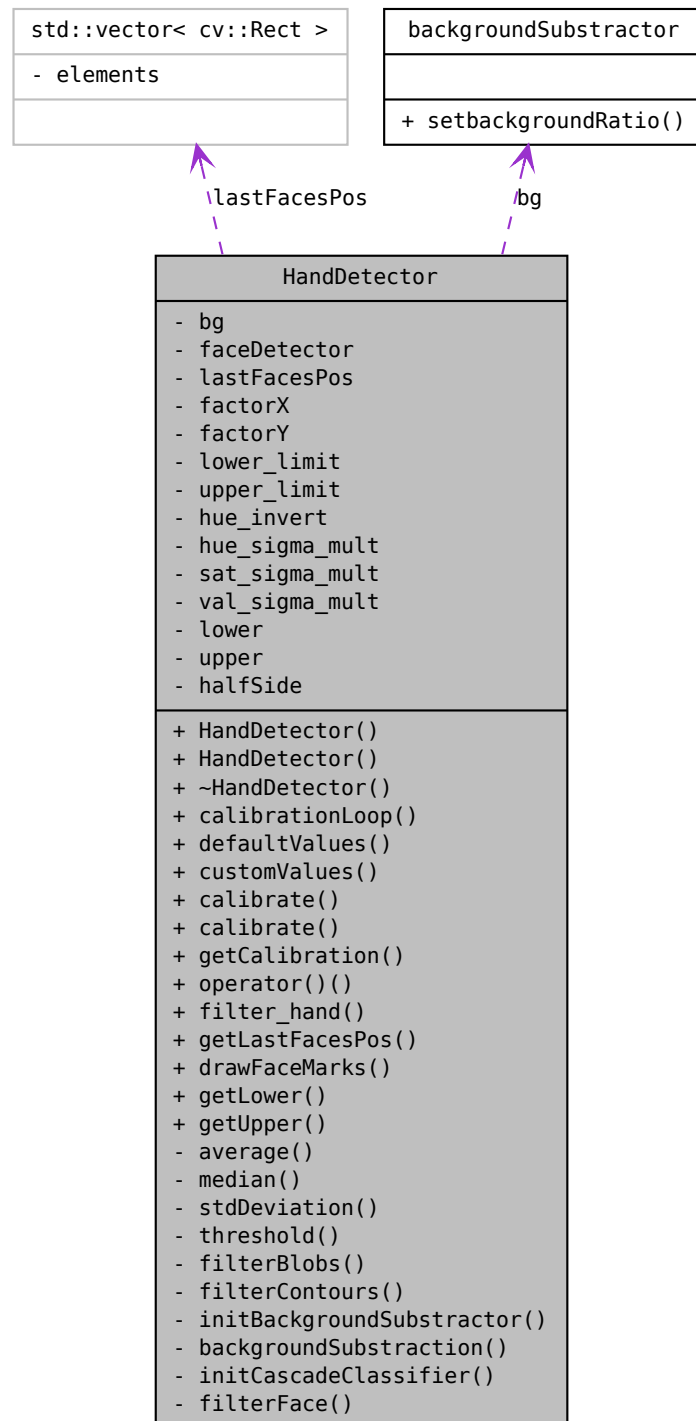 std::vector< cv::Rect >
- elements
backgroundSubstractor
+ setbackgroundRatio()
lastFacesPos
bg
HandDetector
- bg
- faceDetector
- lastFacesPos
- factorX
- factorY
- lower_limit
- upper_limit
- hue_invert
- hue_sigma_mult
- sat_sigma_mult
- val_sigma_mult
- lower
- upper
- halfSide
+ HandDetector()
+ HandDetector()
+ ~HandDetector()
+ calibrationLoop()
+ defaultValues()
+ customValues()
+ calibrate()
+ calibrate()
+ getCalibration()
+ operator()()
+ filter_hand()
+ getLastFacesPos()
+ drawFaceMarks()
+ getLower()
+ getUpper()
- average()
- median()
- stdDeviation()
- threshold()
- filterBlobs()
- filterContours()
- initBackgroundSubstractor()
- backgroundSubstraction()
- initCascadeClassifier()
- filterFace()